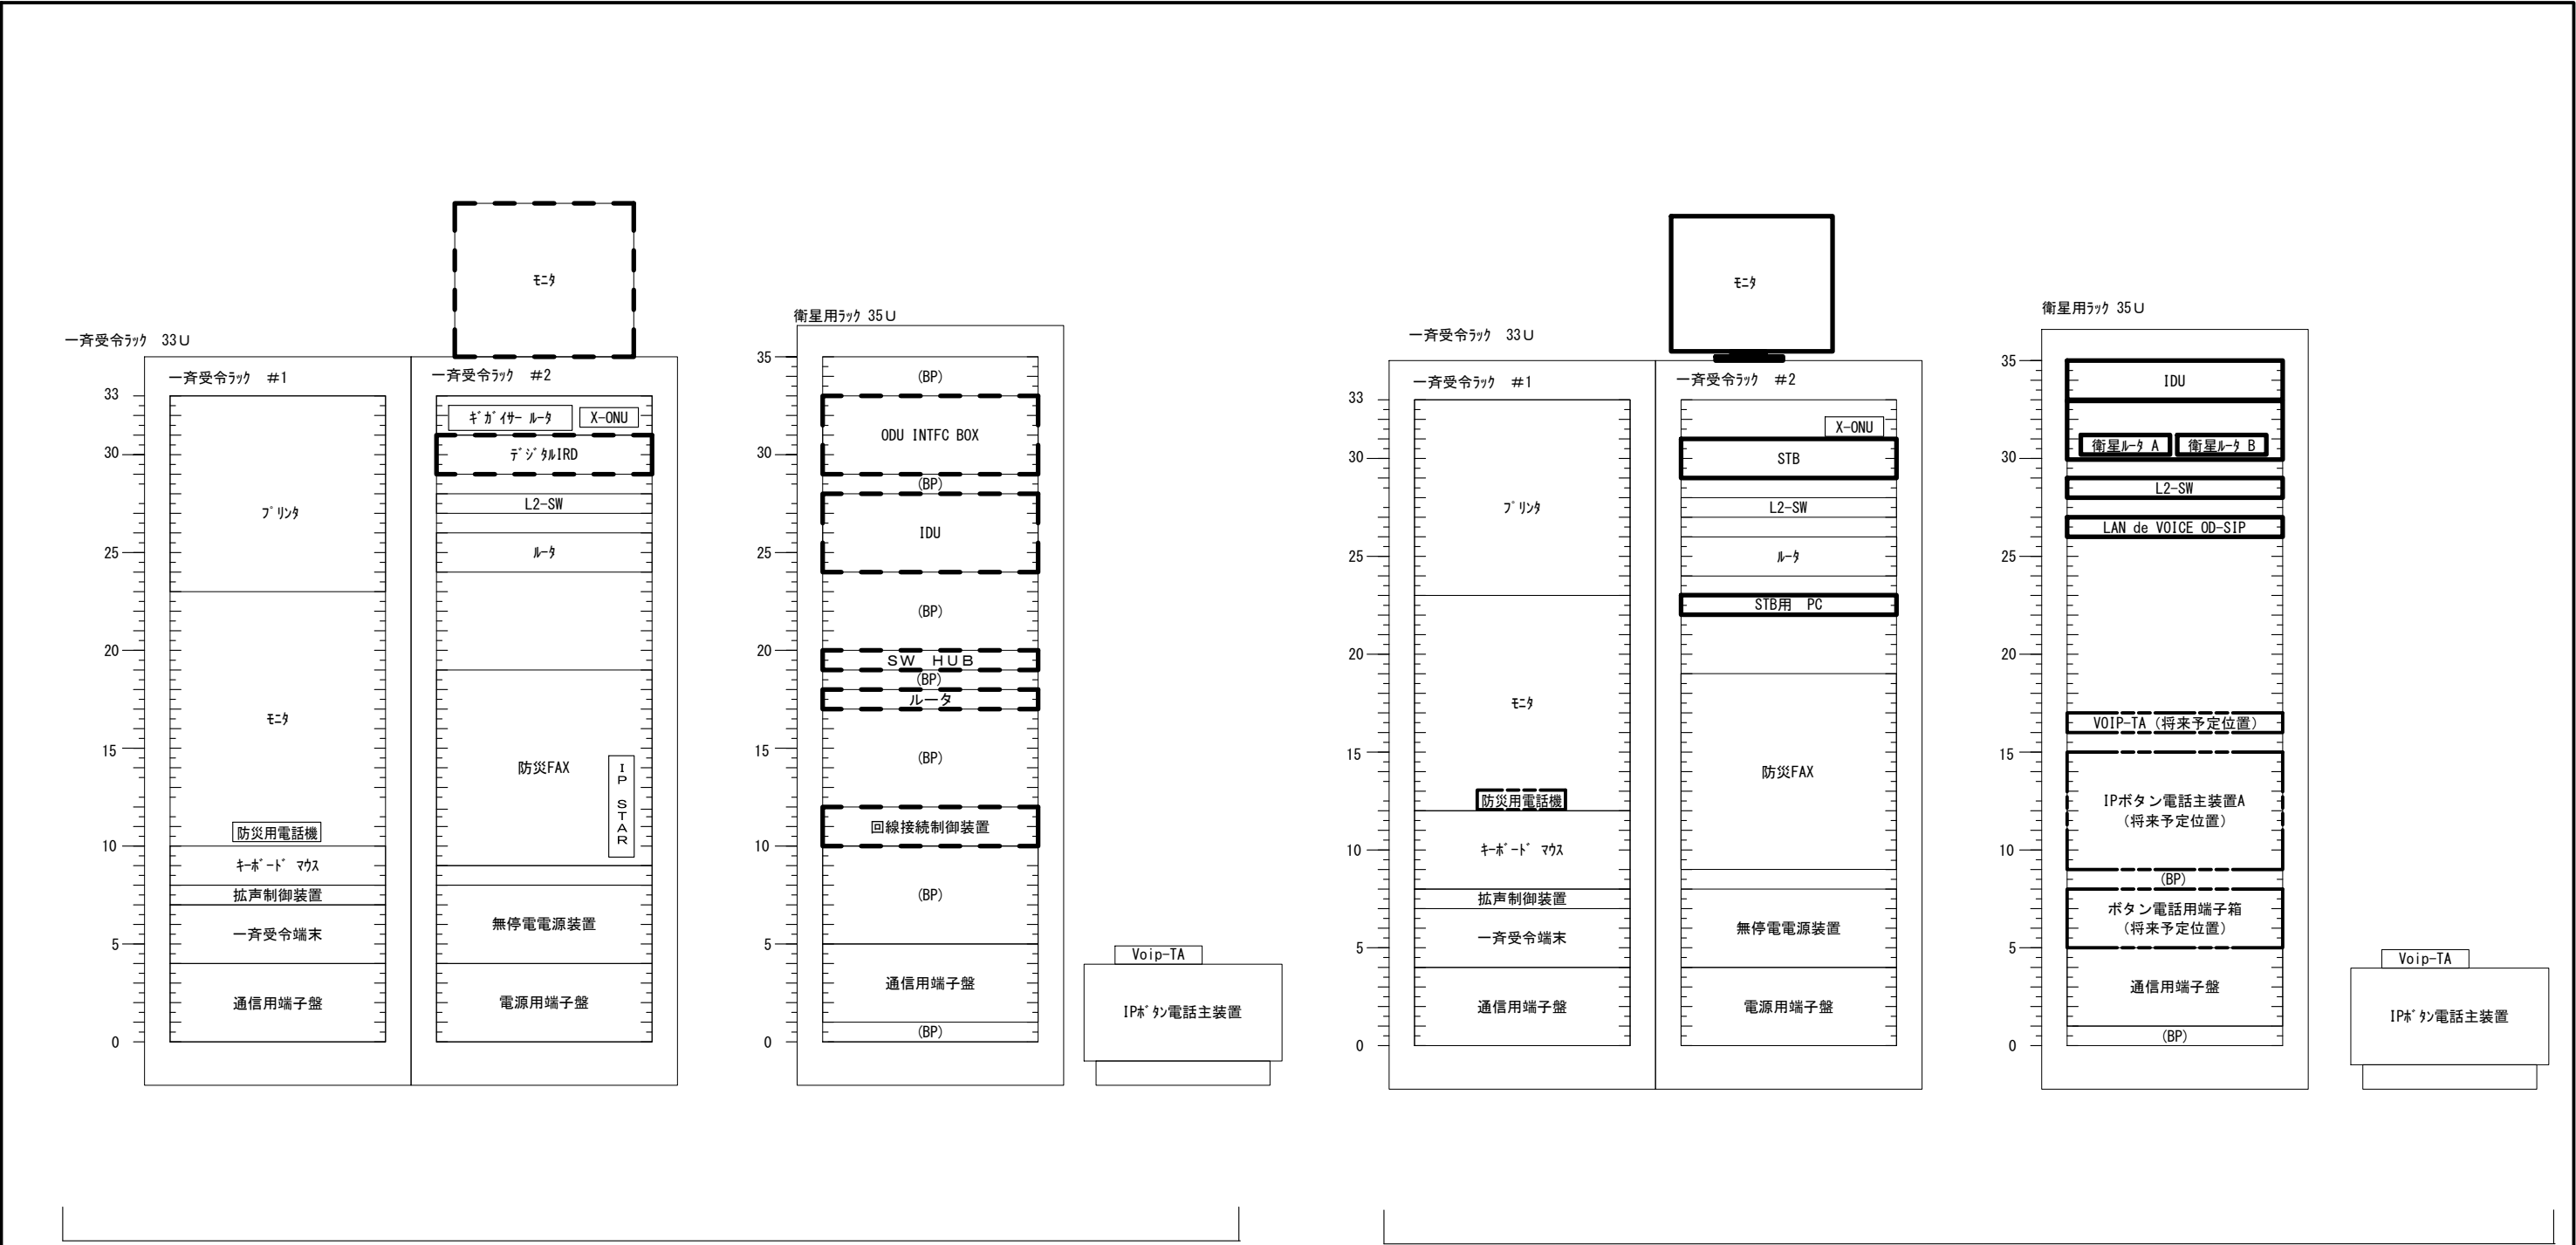 モニタ
一斉受令ラック 33U
一斉受令ラック #1
一斉受令ラック #2
33
30
25
20
15
10
5
0
プリンタ
モニタ
防災用電話機
キーボード マウス
拡声制御装置
一斉受令端末
通信用端子盤
ギガイサー ルータ
X-ONU
デジタルIRD
L2-SW
ルータ
防災FAX
IP STAR
無停電電源装置
電源用端子盤
衛星用ラック 35U
35
30
25
20
15
10
5
0
(BP)
ODU INTFC BOX
(BP)
IDU
(BP)
SW HUB
(BP)
ルータ
(BP)
回線接続制御装置
(BP)
通信用端子盤
(BP)
Voip-TA
IPボタン電話主装置
モニタ
一斉受令ラック 33U
一斉受令ラック #1
一斉受令ラック #2
33
30
25
20
15
10
5
0
プリンタ
モニタ
防災用電話機
キーボード マウス
拡声制御装置
一斉受令端末
通信用端子盤
X-ONU
STB
L2-SW
ルータ
STB用 PC
防災FAX
無停電電源装置
電源用端子盤
衛星用ラック 35U
35
30
25
20
15
10
5
0
IDU
衛星ルータ A
衛星ルータ B
L2-SW
LAN de VOICE OD-SIP
VOIP-TA (将来予定位置)
IPボタン電話主装置A
(将来予定位置)
(BP)
ボタン電話用端子箱
(将来予定位置)
通信用端子盤
(BP)
Voip-TA
IPボタン電話主装置